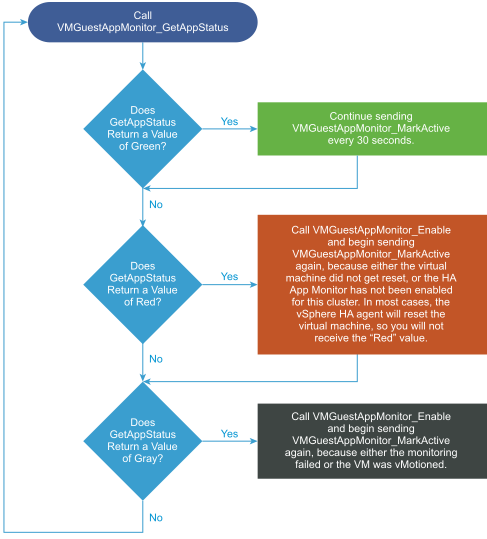 Call
VMGuestAppMonitor_GetAppStatus
Does
GetAppStatus
Return a Value
of Green?
Yes
Continue sending
VMGuestAppMonitor_MarkActive
every 30 seconds.
No
Does
GetAppStatus
Return a Value
of Red?
Yes
Call VMGuestAppMonitor_Enable
and begin sending
VMGuestAppMonitor_MarkActive
again, because either the virtual
machine did not get reset, or the HA
App Monitor has not been enabled
for this cluster. In most cases, the
vSphere HA agent will reset the
virtual machine, so you will not
receive the “Red” value.
No
Does
GetAppStatus
Return a Value
of Gray?
Yes
Call VMGuestAppMonitor_Enable
and begin sending
VMGuestAppMonitor_MarkActive
again, because either the monitoring
failed or the VM was vMotioned.
No